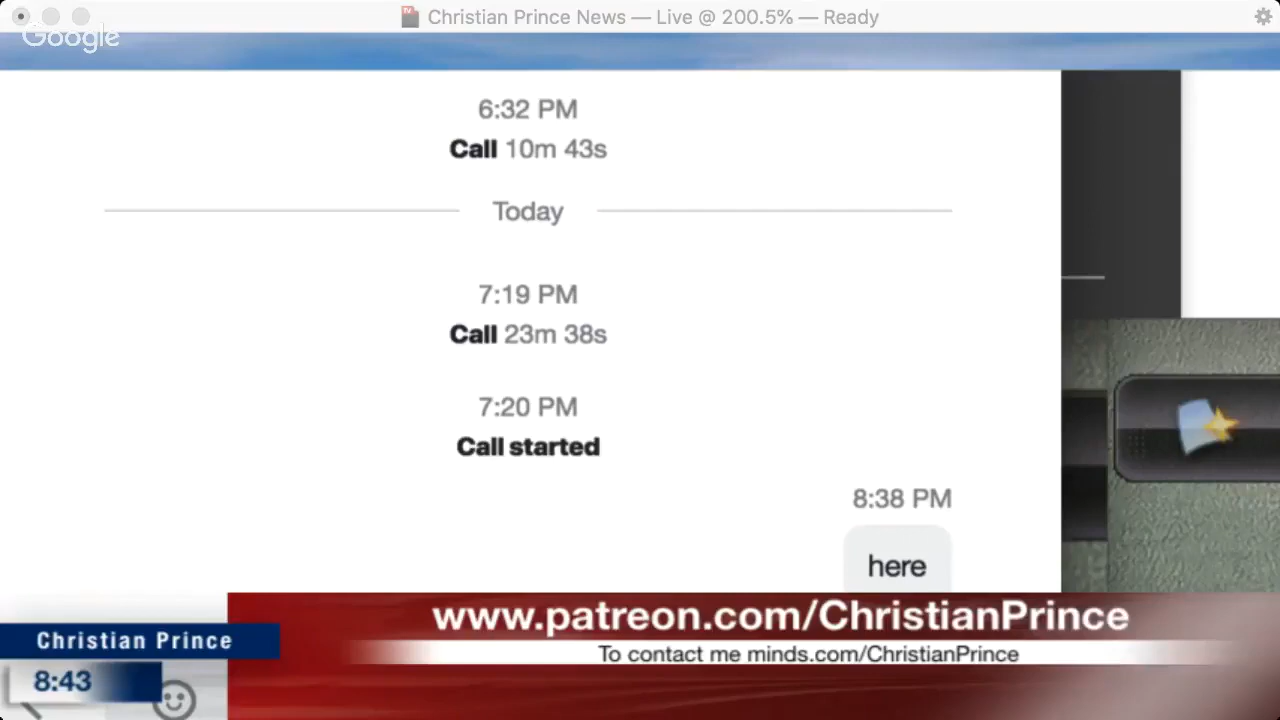 Christian Prince News — Live @ 200.5% — Ready
Google
6:32 PM
Call 10m 43s
Today
7:19 PM
Call 23m 38s
7:20 PM
Call started
8:38 PM
here
www.patreon.com/ChristianPrince
To contact me minds.com/ChristianPrince
Christian Prince
8:43